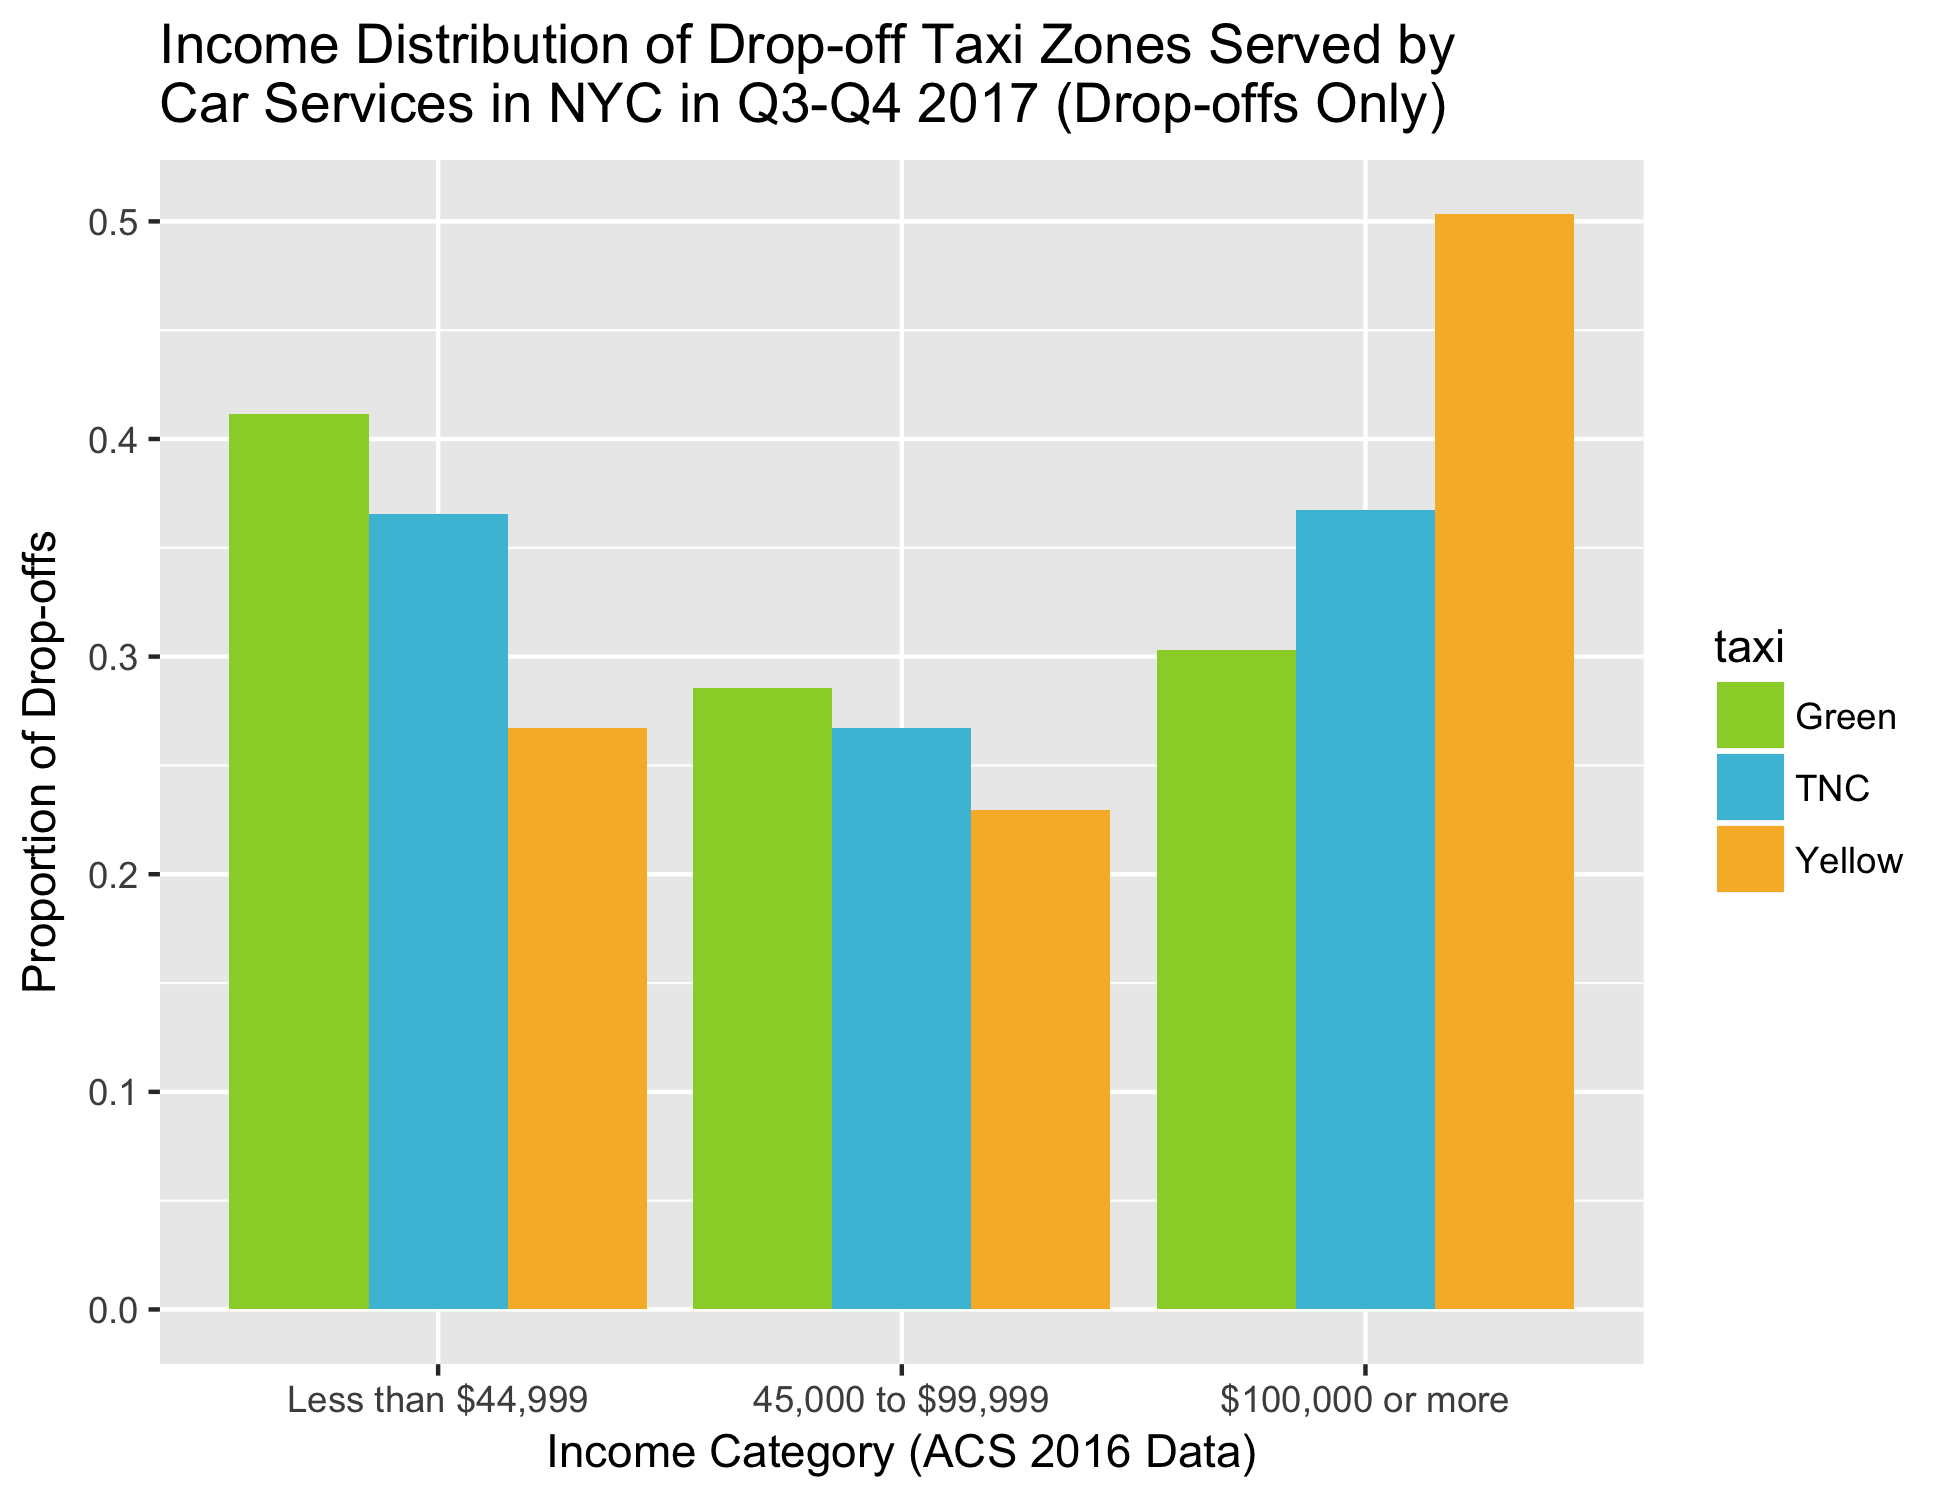 Income Distribution of Drop-off Taxi Zones Served by
Car Services in NYC in Q3-Q4 2017 (Drop-offs Only)
Proportion of Drop-offs
0.5
0.4
0.3
0.2
0.1
0.0
Less than $44,999
45,000 to $99,999
$100,000 or more
Income Category (ACS 2016 Data)
taxi
Green
TNC
Yellow